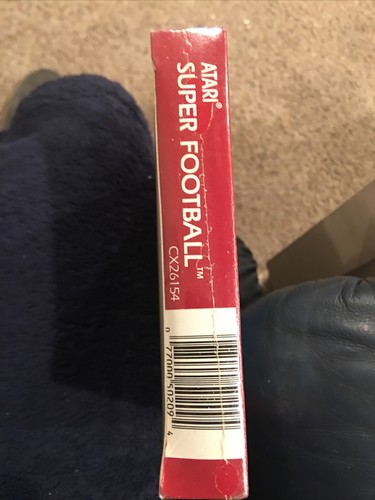 ATARI®
SUPER FOOTBALL™
CX26154
0 77000 50209 4